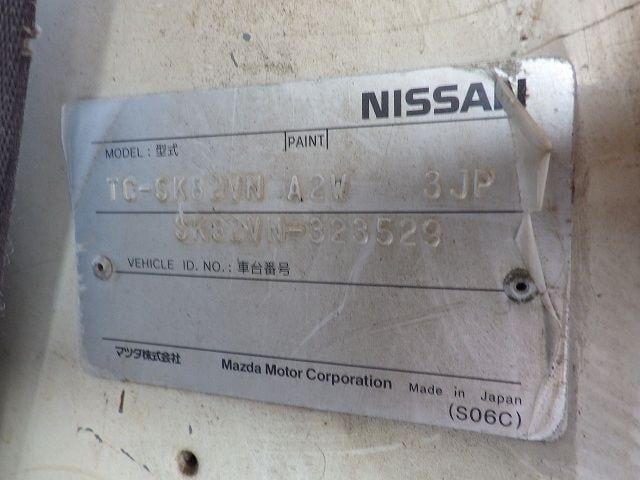 NISSAN
MODEL : 型式 PAINT
TC-SK82VN A2W 3JP
SK82VN-323529
VEHICLE ID. NO. : 車台番号
マツダ株式会社 Mazda Motor Corporation Made in Japan
(S06C)